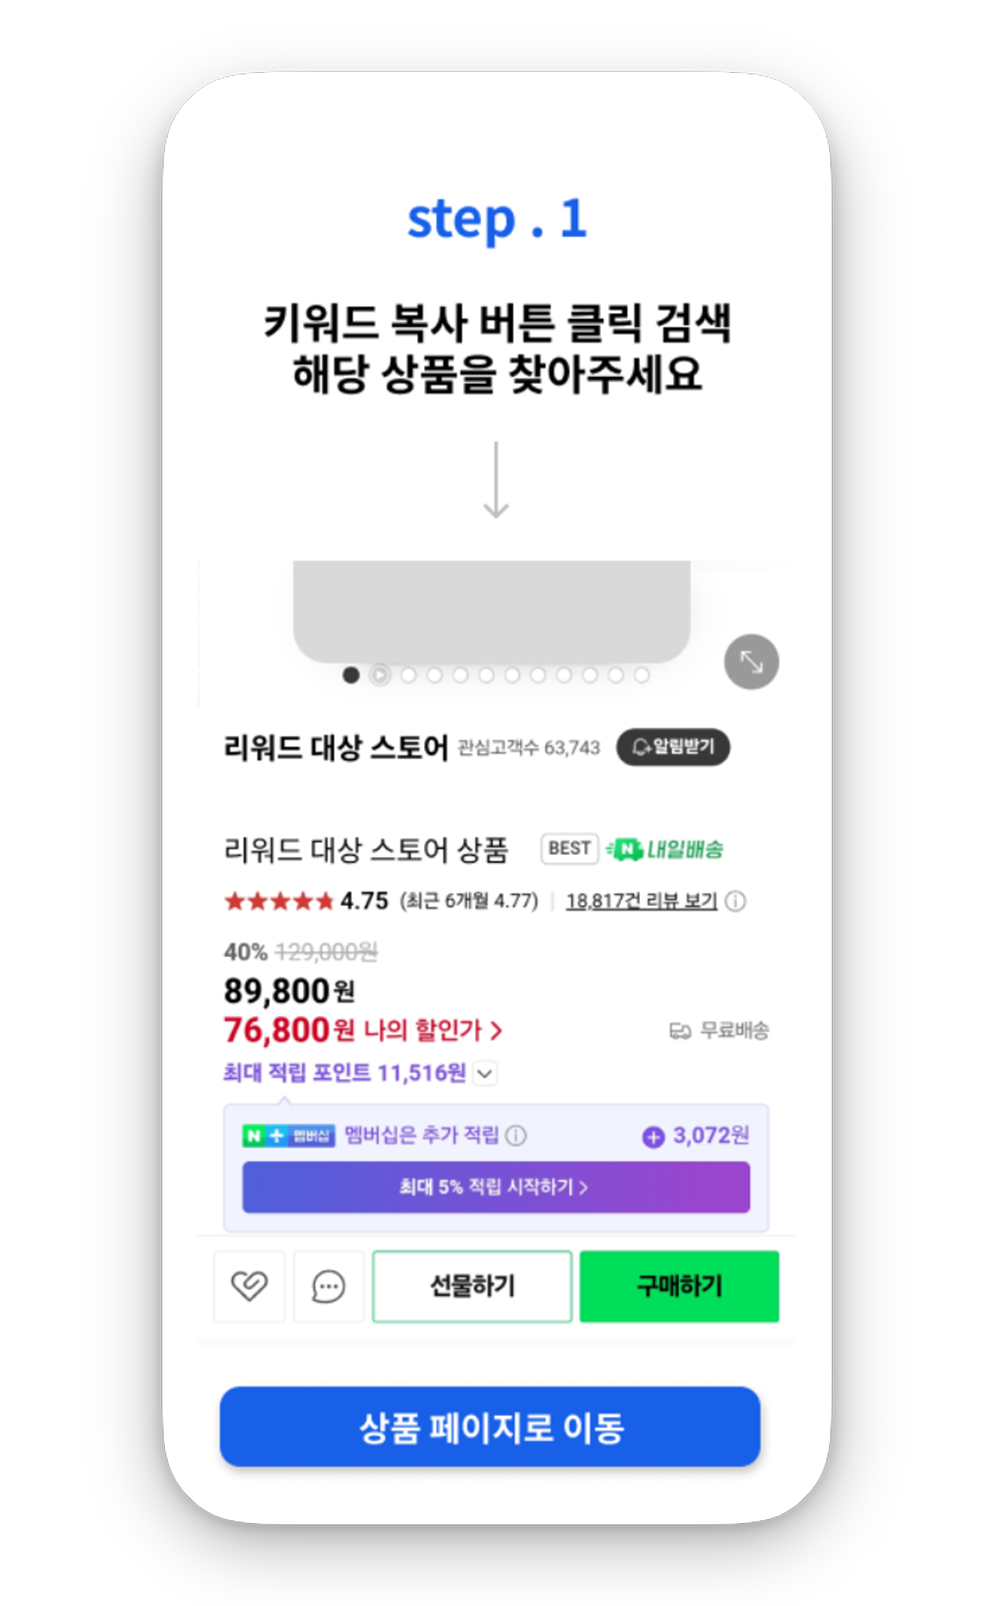 step . 1
키워드 복사 버튼 클릭 검색
해당 상품을 찾아주세요
리워드 대상 스토어 관심고객수 63,743 알림받기
리워드 대상 스토어 상품 BEST N 내일배송
4.75 (최근 6개월 4.77) 18,817건 리뷰 보기
40% 129,000원
89,800원
76,800원 나의 할인가 무료배송
최대 적립 포인트 11,516원
N + 멤버십 멤버십은 추가 적립 3,072원
최대 5% 적립 시작하기
선물하기 구매하기
상품 페이지로 이동